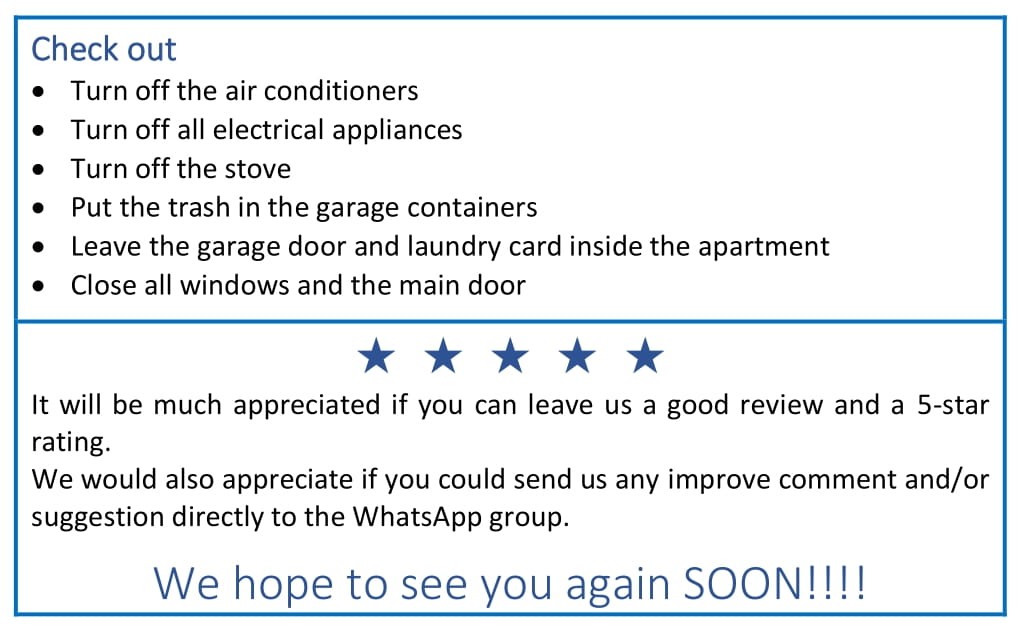 Check out
• Turn off the air conditioners
• Turn off all electrical appliances
• Turn off the stove
• Put the trash in the garage containers
• Leave the garage door and laundry card inside the apartment
• Close all windows and the main door
★ ★ ★ ★ ★
It will be much appreciated if you can leave us a good review and a 5-star
rating.
We would also appreciate if you could send us any improve comment and/or
suggestion directly to the WhatsApp group.
We hope to see you again SOON!!!!